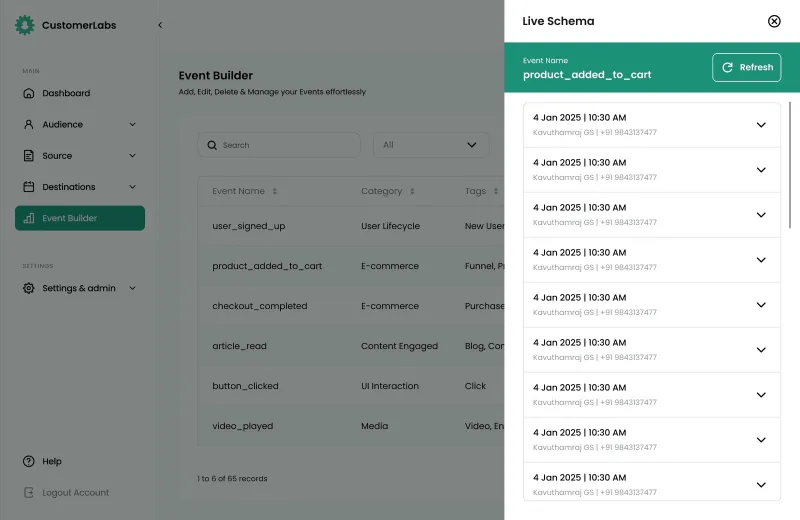 CustomerLabs
MAIN
Dashboard
Audience
Source
Destinations
Event Builder
SETTINGS
Settings & admin
Help
Logout Account
Event Builder
Add, Edit, Delete & Manage your Events effortlessly
Search
All
Event Name Category Tags
user_signed_up User Lifecycle New User
product_added_to_cart E-commerce Funnel, Pr
checkout_completed E-commerce Purchase
article_read Content Engaged Blog, Con
button_clicked UI Interaction Click
video_played Media Video, En
1 to 6 of 65 records
Live Schema
Event Name
product_added_to_cart
Refresh
4 Jan 2025 | 10:30 AM
Kavuthamraj GS | +91 9843137477
4 Jan 2025 | 10:30 AM
Kavuthamraj GS | +91 9843137477
4 Jan 2025 | 10:30 AM
Kavuthamraj GS | +91 9843137477
4 Jan 2025 | 10:30 AM
Kavuthamraj GS | +91 9843137477
4 Jan 2025 | 10:30 AM
Kavuthamraj GS | +91 9843137477
4 Jan 2025 | 10:30 AM
Kavuthamraj GS | +91 9843137477
4 Jan 2025 | 10:30 AM
Kavuthamraj GS | +91 9843137477
4 Jan 2025 | 10:30 AM
Kavuthamraj GS | +91 9843137477
4 Jan 2025 | 10:30 AM
Kavuthamraj GS | +91 9843137477